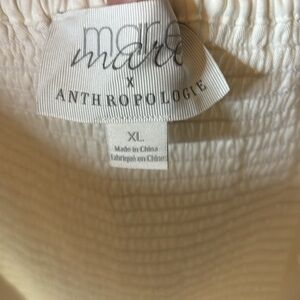 mare
mare
X
ANTHROPOLOGIE
XL
Made in China
Fabriqué en Chine